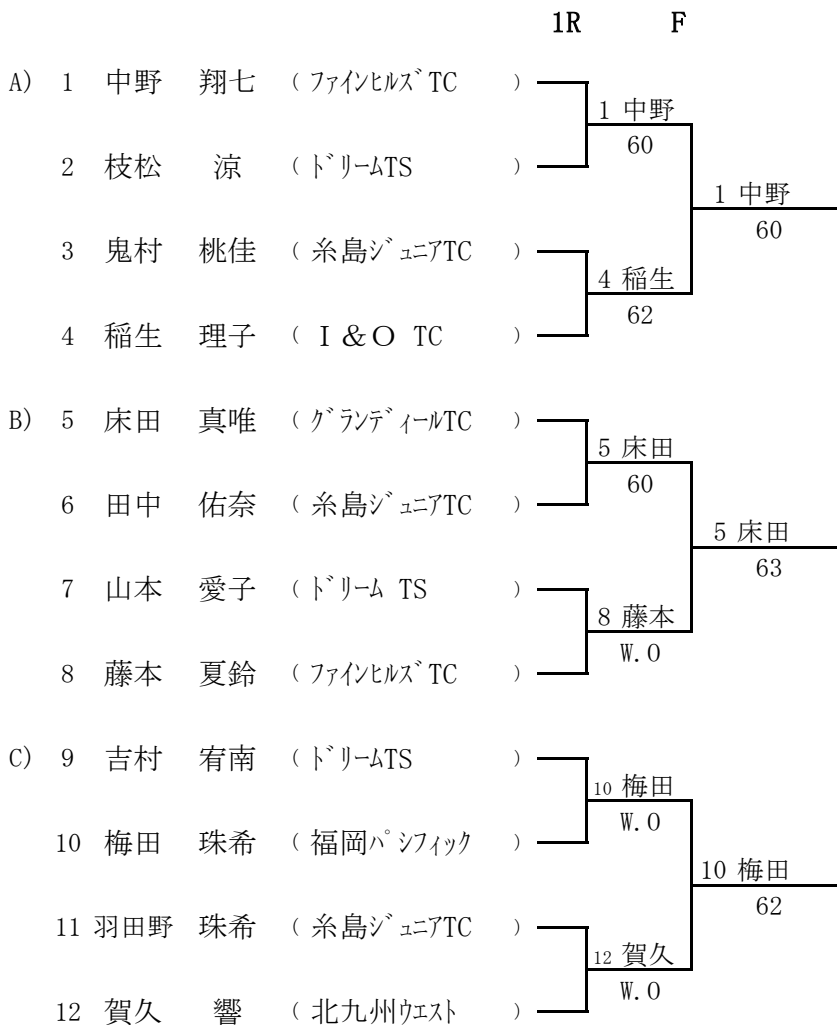 1R F
A) 1 中野 翔七 ( ファインヒルズTC )
1 中野
60
2 枝松 涼 ( ドリームTS )
1 中野
60
3 鬼村 桃佳 ( 糸島ジュニアTC )
4 稲生
62
4 稲生 理子 ( Ｉ＆Ｏ TC )
B) 5 床田 真唯 ( グランディールTC )
5 床田
60
6 田中 佑奈 ( 糸島ジュニアTC )
5 床田
63
7 山本 愛子 ( ドリーム TS )
8 藤本
W.O
8 藤本 夏鈴 ( ファインヒルズTC )
C) 9 吉村 宥南 ( ドリームTS )
10 梅田
W.O
10 梅田 珠希 ( 福岡パシフィック )
10 梅田
62
11 羽田野 珠希 ( 糸島ジュニアTC )
12 賀久
W.O
12 賀久 響 ( 北九州ウエスト )